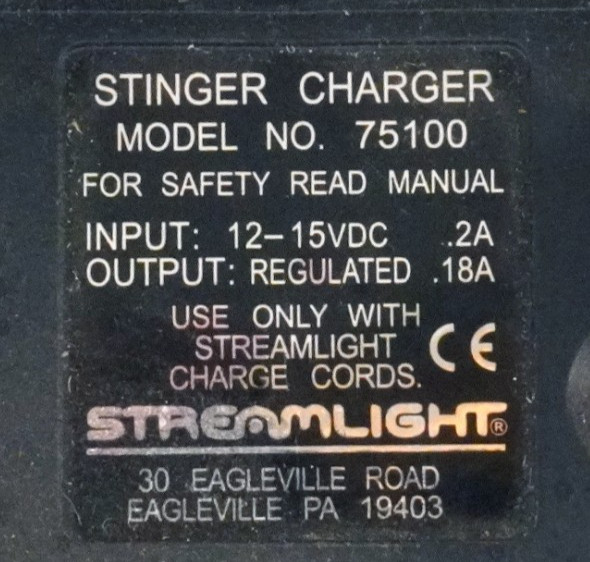 STINGER CHARGER
MODEL NO. 75100
FOR SAFETY READ MANUAL
INPUT: 12–15VDC .2A
OUTPUT: REGULATED .18A
USE ONLY WITH
STREAMLIGHT
CHARGE CORDS.
CE
STREAMLIGHT®
30 EAGLEVILLE ROAD
EAGLEVILLE PA 19403